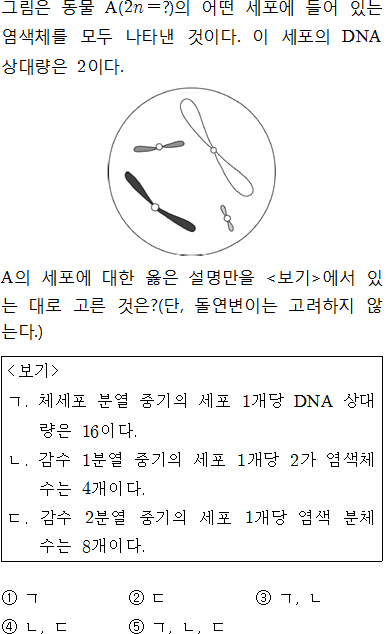 그림은 동물 A(2n=?)의 어떤 세포에 들어 있는
염색체를 모두 나타낸 것이다. 이 세포의 DNA
상대량은 2이다.
A의 세포에 대한 옳은 설명만을 <보기>에서 있
는 대로 고른 것은?(단, 돌연변이는 고려하지 않
는다.)
<보기>
ㄱ. 체세포 분열 중기의 세포 1개당 DNA 상대
량은 16이다.
ㄴ. 감수 1분열 중기의 세포 1개당 2가 염색체
수는 4개이다.
ㄷ. 감수 2분열 중기의 세포 1개당 염색 분체
수는 8개이다.
① ㄱ ② ㄷ ③ ㄱ, ㄴ
④ ㄴ, ㄷ ⑤ ㄱ, ㄴ, ㄷ